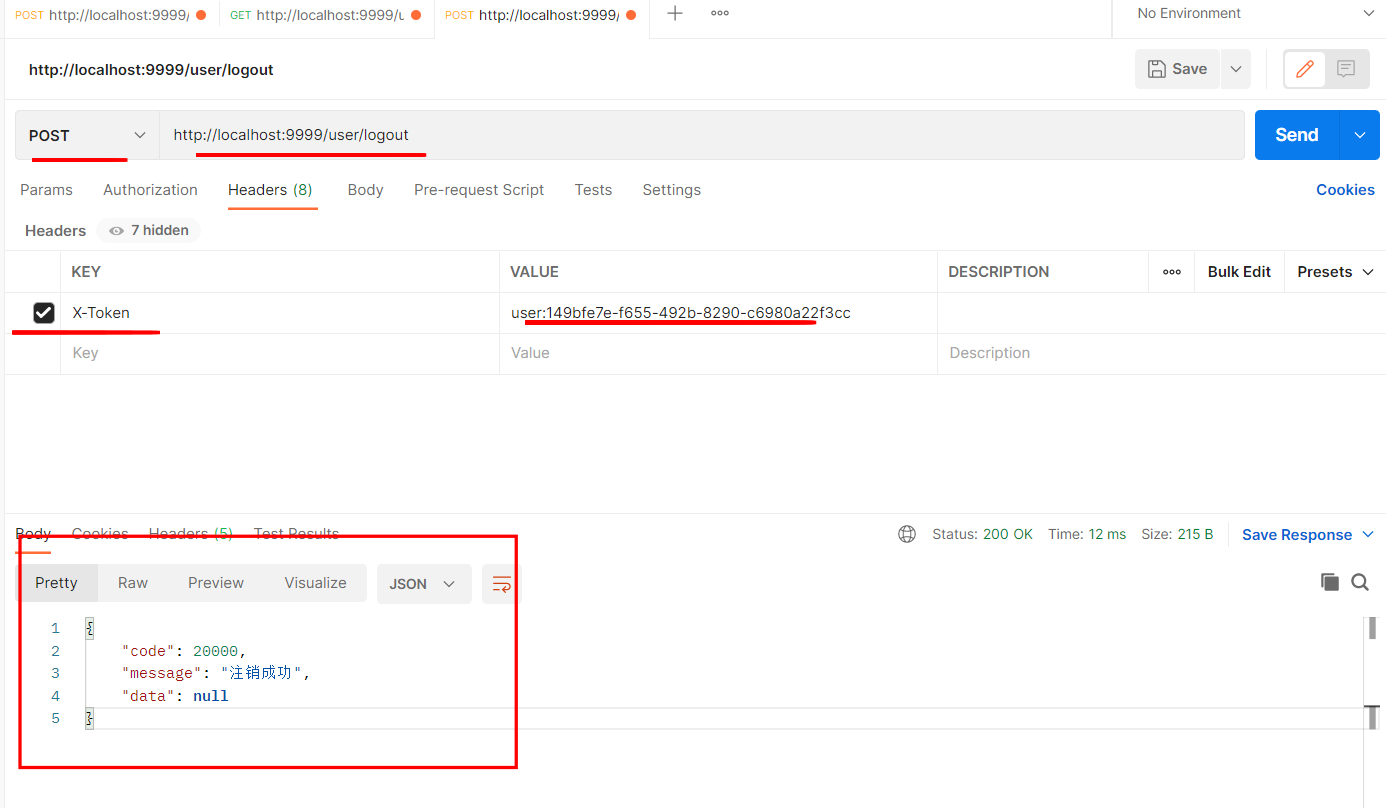 POST http://localhost:9999/ GET http://localhost:9999/u POST http://localhost:9999/ No Environment
http://localhost:9999/user/logout Save
POST http://localhost:9999/user/logout Send
Params Authorization Headers (8) Body Pre-request Script Tests Settings Cookies
Headers 7 hidden
KEY VALUE DESCRIPTION Bulk Edit Presets
X-Token user:149bfe7e-f655-492b-8290-c6980a22f3cc
Key Value Description
Body Cookies Headers (5) Test Results Status: 200 OK Time: 12 ms Size: 215 B Save Response
Pretty Raw Preview Visualize JSON
1 {
2 "code": 20000,
3 "message": "注销成功",
4 "data": null
5 }